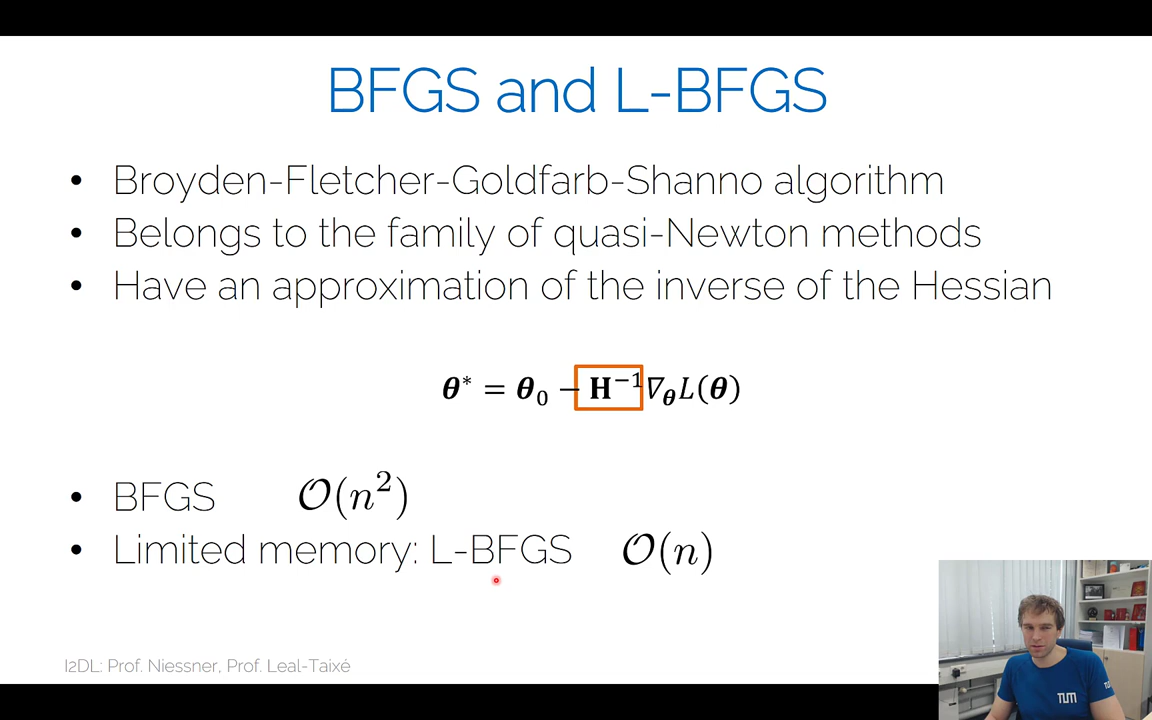 BFGS and L-BFGS
• Broyden-Fletcher-Goldfarb-Shanno algorithm
• Belongs to the family of quasi-Newton methods
• Have an approximation of the inverse of the Hessian
𝜽* = 𝜽₀ − 𝐇⁻¹∇_𝜽L(𝜽)
• BFGS 𝒪(n²)
• Limited memory: L-BFGS 𝒪(n)
I2DL: Prof. Niessner, Prof. Leal-Taixé
TUM